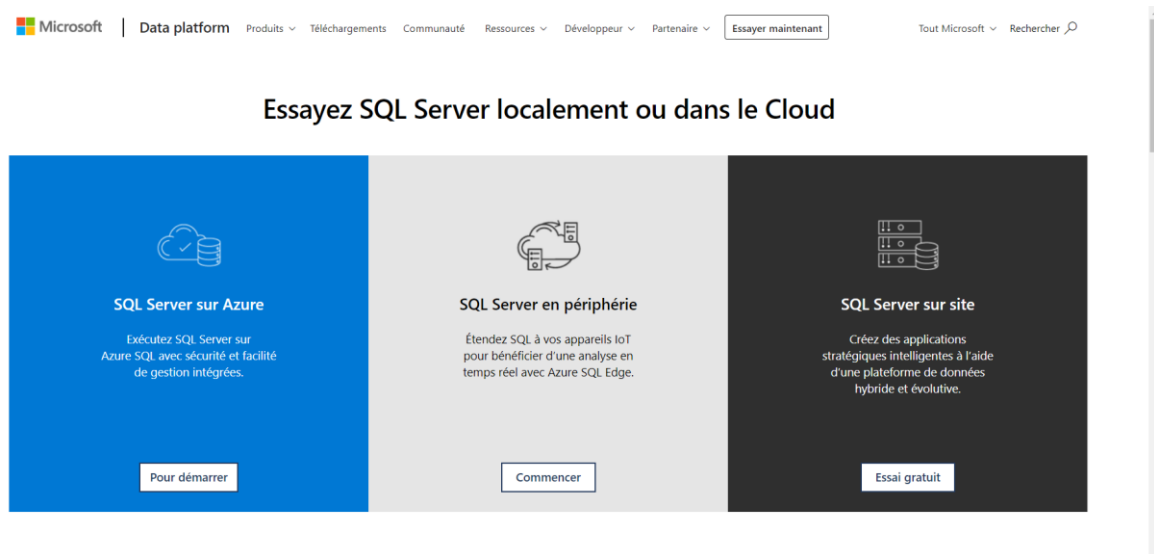 Microsoft Data platform Produits Téléchargements Communauté Ressources Développeur Partenaire Essayer maintenant Tout Microsoft Rechercher
Essayez SQL Server localement ou dans le Cloud
SQL Server sur Azure
Exécutez SQL Server sur
Azure SQL avec sécurité et facilité
de gestion intégrées.
Pour démarrer
SQL Server en périphérie
Étendez SQL à vos appareils IoT
pour bénéficier d'une analyse en
temps réel avec Azure SQL Edge.
Commencer
SQL Server sur site
Créez des applications
stratégiques intelligentes à l'aide
d'une plateforme de données
hybride et évolutive.
Essai gratuit